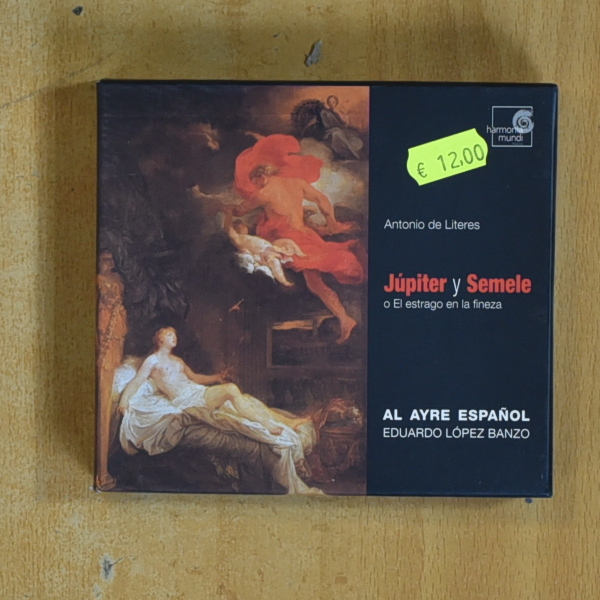 harmonia
mundi
€ 12,00
Antonio de Literes
Júpiter y Semele
o El estrago en la fineza
AL AYRE ESPAÑOL
EDUARDO LÓPEZ BANZO